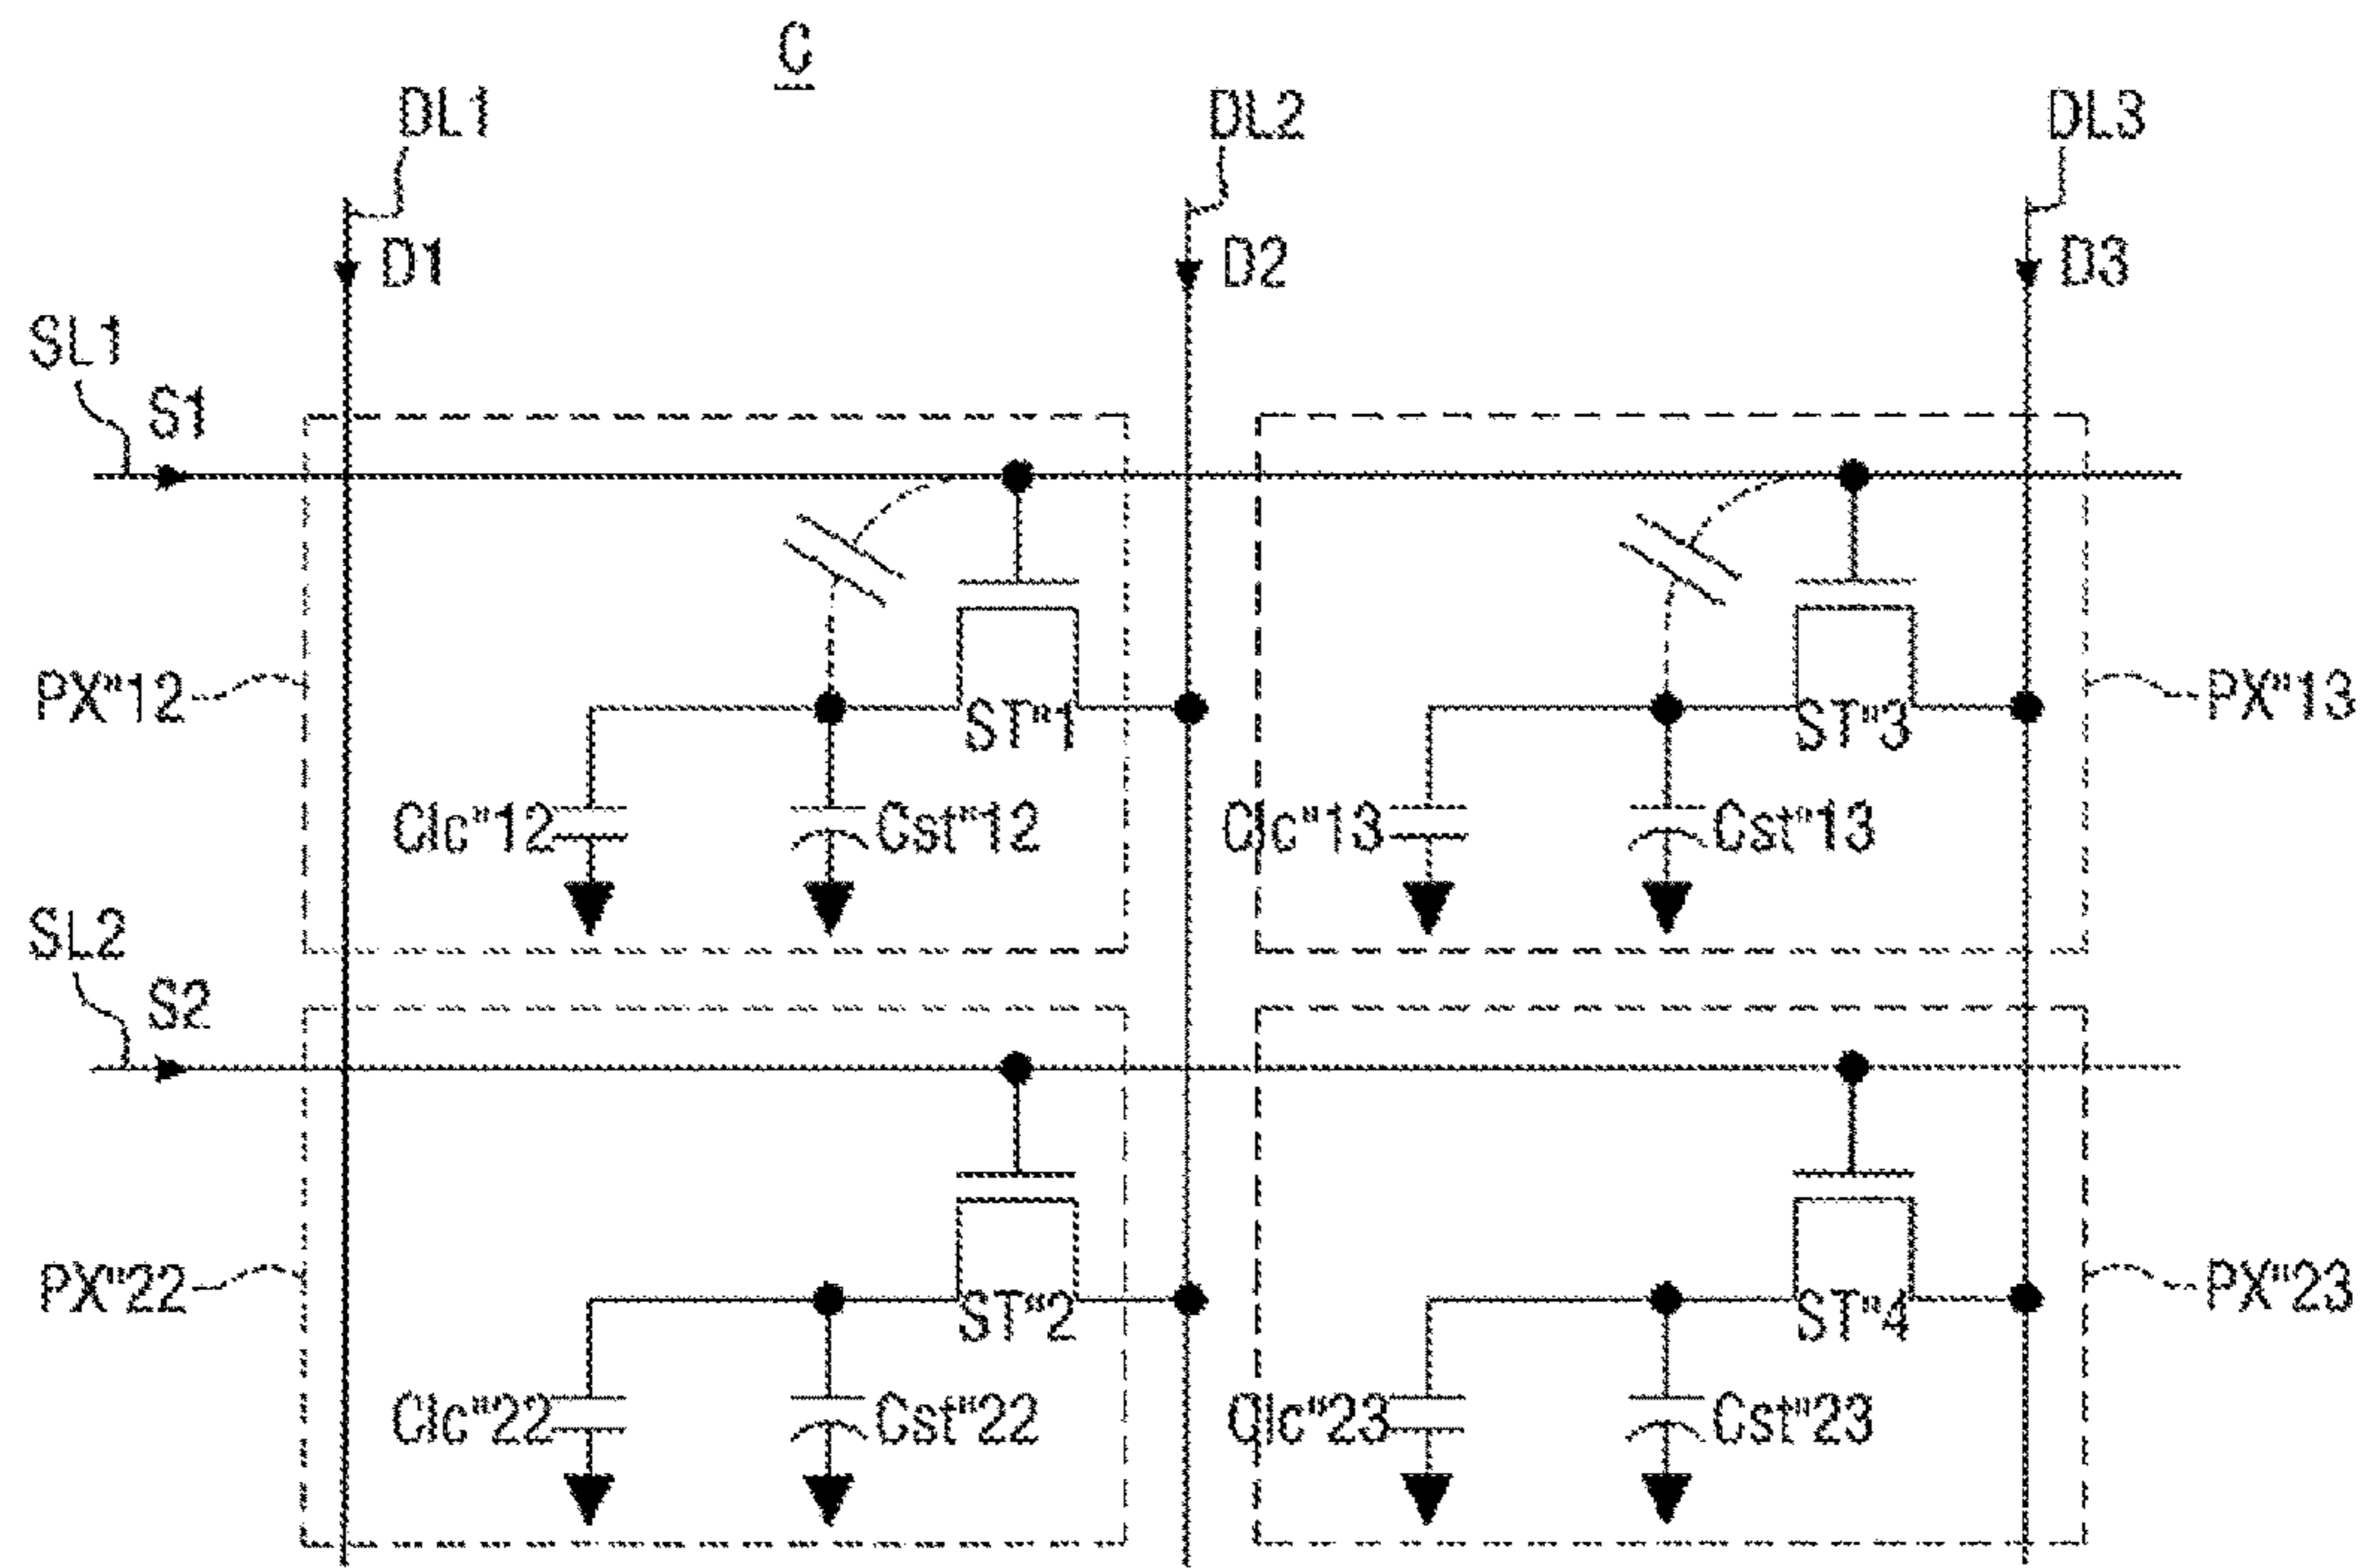 C
DL1
DL2
DL3
D1
D2
D3
SL1
S1
PX"12
ST"1
ST"3
PX"13
Clc"12
Cst"12
Clc"13
Cst"13
SL2
S2
PX"22
ST"2
ST"4
PX"23
Clc"22
Cst"22
Clc"23
Cst"23